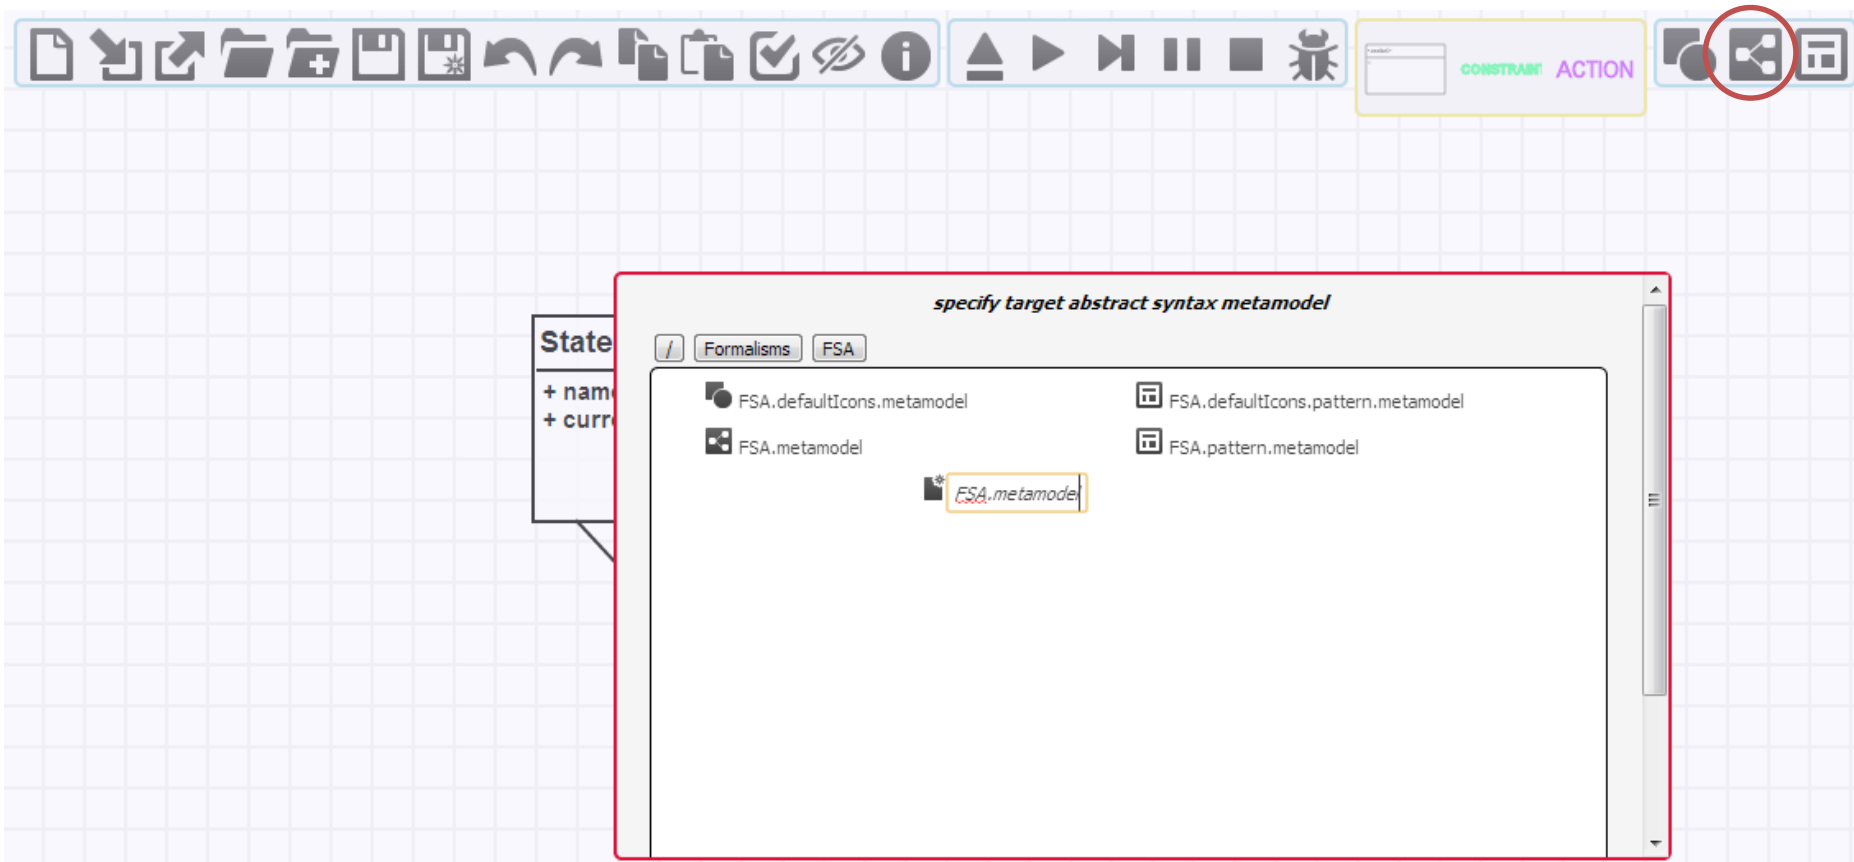 CONSTRAINT ACTION
specify target abstract syntax metamodel
/ Formalisms FSA
State
+ name
+ curr
FSA.defaultIcons.metamodel FSA.defaultIcons.pattern.metamodel
FSA.metamodel FSA.pattern.metamodel
FSA.metamodel